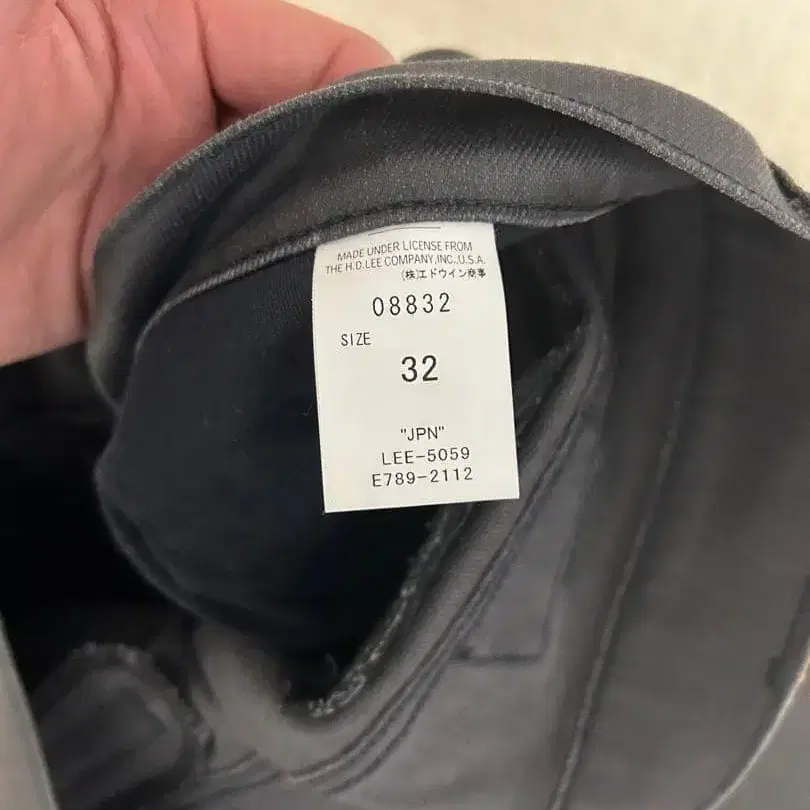 MADE UNDER LICENSE FROM
THE H.D.LEE COMPANY,INC.,U.S.A.
(株)エドウイン商事
08832
SIZE
32
"JPN"
LEE-5059
E789-2112